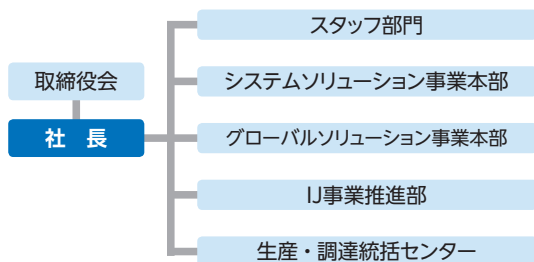 スタッフ部門
取締役会
システムソリューション事業本部
社　長
グローバルソリューション事業本部
IJ事業推進部
生産・調達統括センター